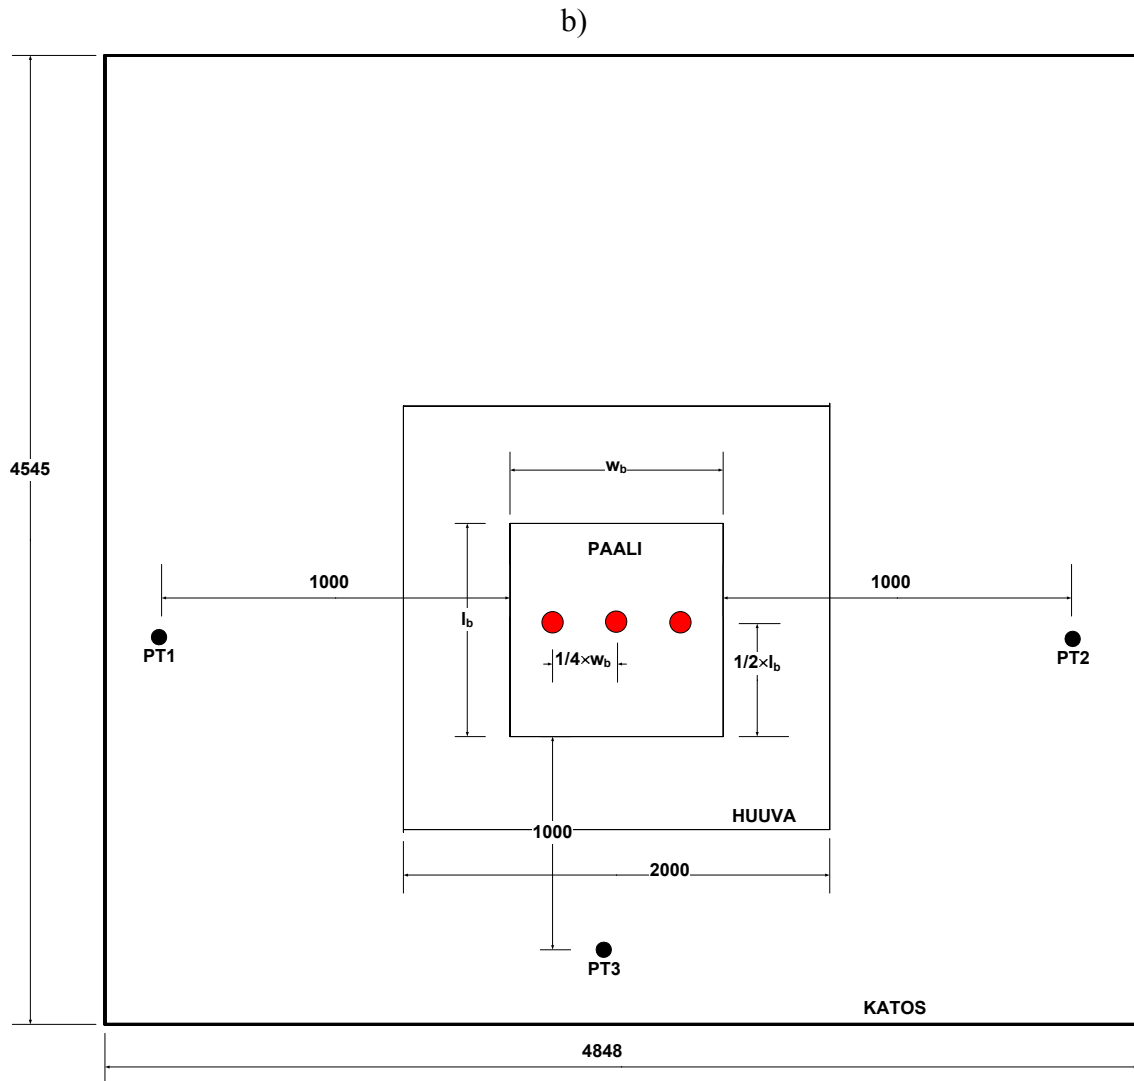 b)
4545
w_b
PAALI
1000
1000
l_b
PT1
1/4×w_b
1/2×l_b
PT2
HUUVA
1000
2000
PT3
KATOS
4848